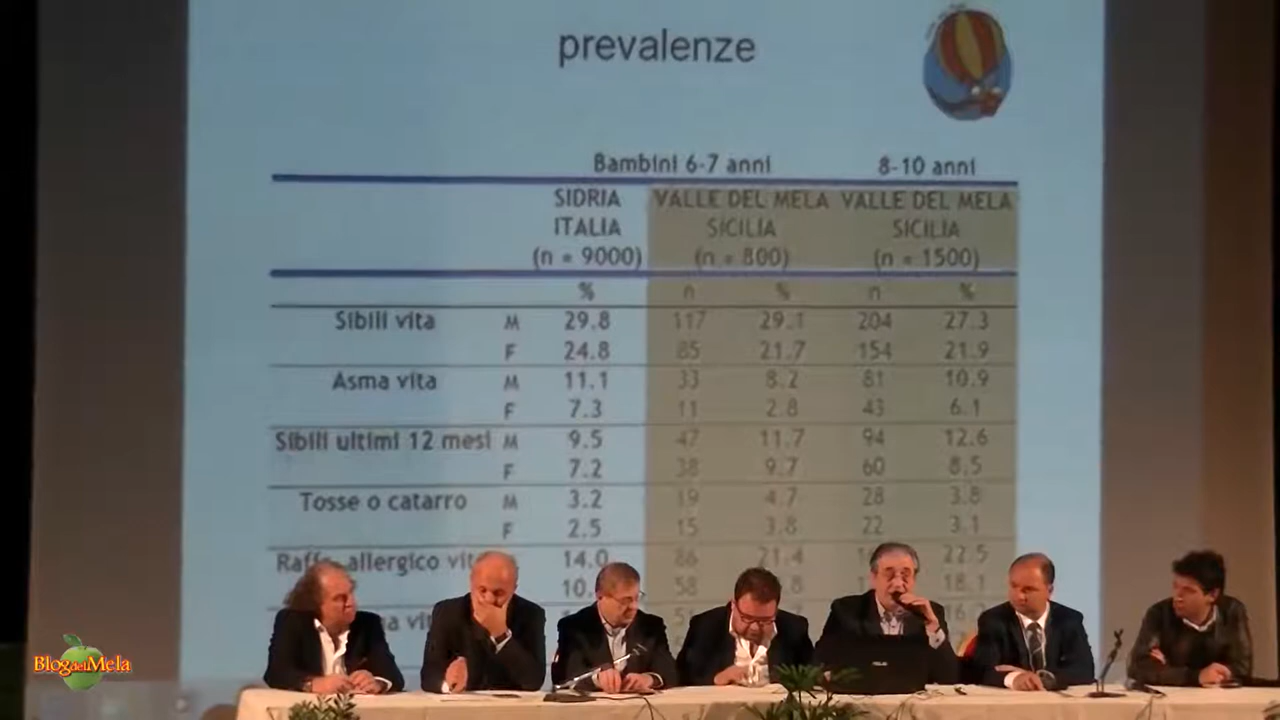 prevalenze
Bambini 6-7 anni 8-10 anni
SIDRIA VALLE DEL MELA VALLE DEL MELA
ITALIA SICILIA SICILIA
(n = 9000) (n = 800) (n = 1500)
% n % n %
Sibili vita M 29.8 117 29.1 204 27.3
F 24.8 85 21.7 154 21.9
Asma vita M 11.1 33 8.2 81 10.9
F 7.3 11 2.8 43 6.1
Sibili ultimi 12 mesi M 9.5 47 11.7 94 12.6
F 7.2 38 9.7 60 8.5
Tosse o catarro M 3.2 19 4.7 28 3.8
F 2.5 15 3.8 22 3.1
allergico 14.0 86 21.4 22.5
58 18.1
BlogdelMela